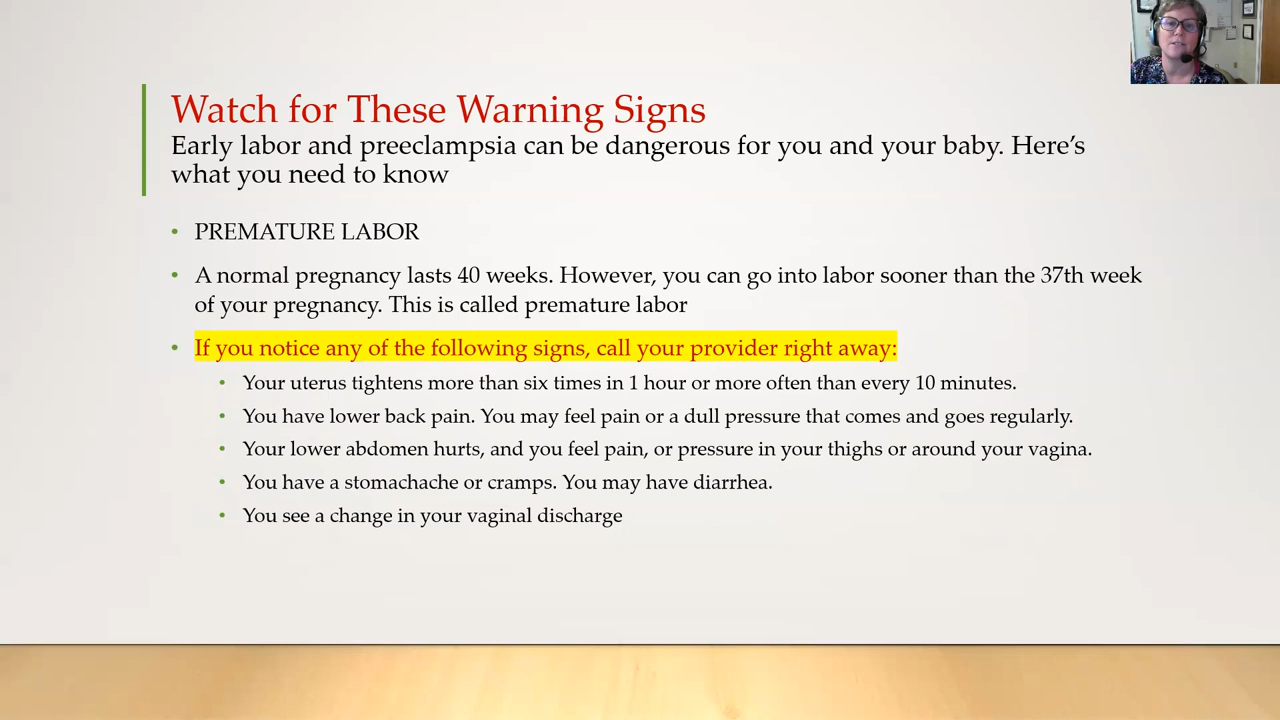 Watch for These Warning Signs
Early labor and preeclampsia can be dangerous for you and your baby. Here’s
what you need to know
• PREMATURE LABOR
• A normal pregnancy lasts 40 weeks. However, you can go into labor sooner than the 37th week
of your pregnancy. This is called premature labor
• If you notice any of the following signs, call your provider right away:
• Your uterus tightens more than six times in 1 hour or more often than every 10 minutes.
• You have lower back pain. You may feel pain or a dull pressure that comes and goes regularly.
• Your lower abdomen hurts, and you feel pain, or pressure in your thighs or around your vagina.
• You have a stomachache or cramps. You may have diarrhea.
• You see a change in your vaginal discharge